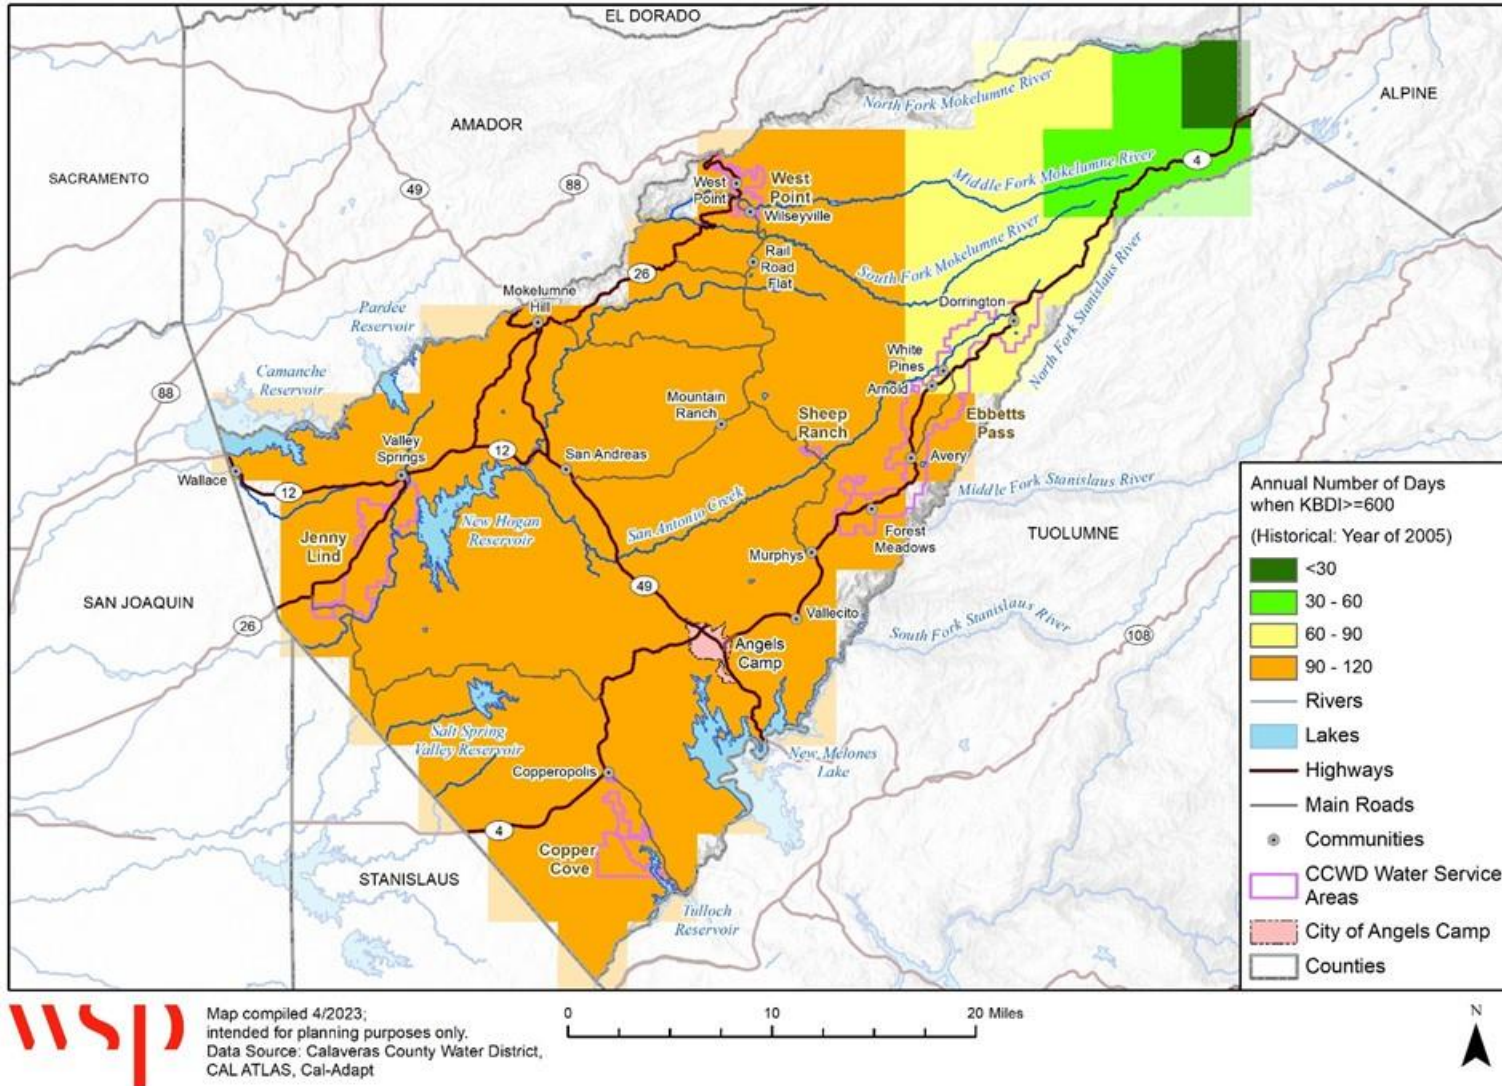 EL DORADO
ALPINE
North Fork Mokelumne River
AMADOR
SACRAMENTO
49
88
4
Middle Fork Mokelumne River
West
Point
West
Point
Wilseyville
South Fork Mokelumne River
Rail
Road
Flat
26
North Fork Stanislaus River
Mokelumne
Hill
Dorrington
Pardee
Reservoir
Camanche
Reservoir
White
Pines
Arnold
88
Mountain
Ranch
Sheep
Ranch
Ebbetts
Pass
Valley
Springs
12
San Andreas
Avery
Wallace
12
Middle Fork Stanislaus River
New Hogan
Reservoir
San Antonio Creek
Jenny
Lind
Forest
Meadows
TUOLUMNE
Murphys
49
SAN JOAQUIN
26
Vallecito
South Fork Stanislaus River
108
Angels
Camp
Salt Spring
Valley Reservoir
New Melones
Lake
Copperopolis
4
Copper
Cove
STANISLAUS
Tulloch
Reservoir
Annual Number of Days
when KBDI>=600
(Historical: Year of 2005)
<30
30 - 60
60 - 90
90 - 120
Rivers
Lakes
Highways
Main Roads
Communities
CCWD Water Service
Areas
City of Angels Camp
Counties
wsp
Map compiled 4/2023;
intended for planning purposes only.
Data Source: Calaveras County Water District,
CAL ATLAS, Cal-Adapt
0 10 20 Miles
N